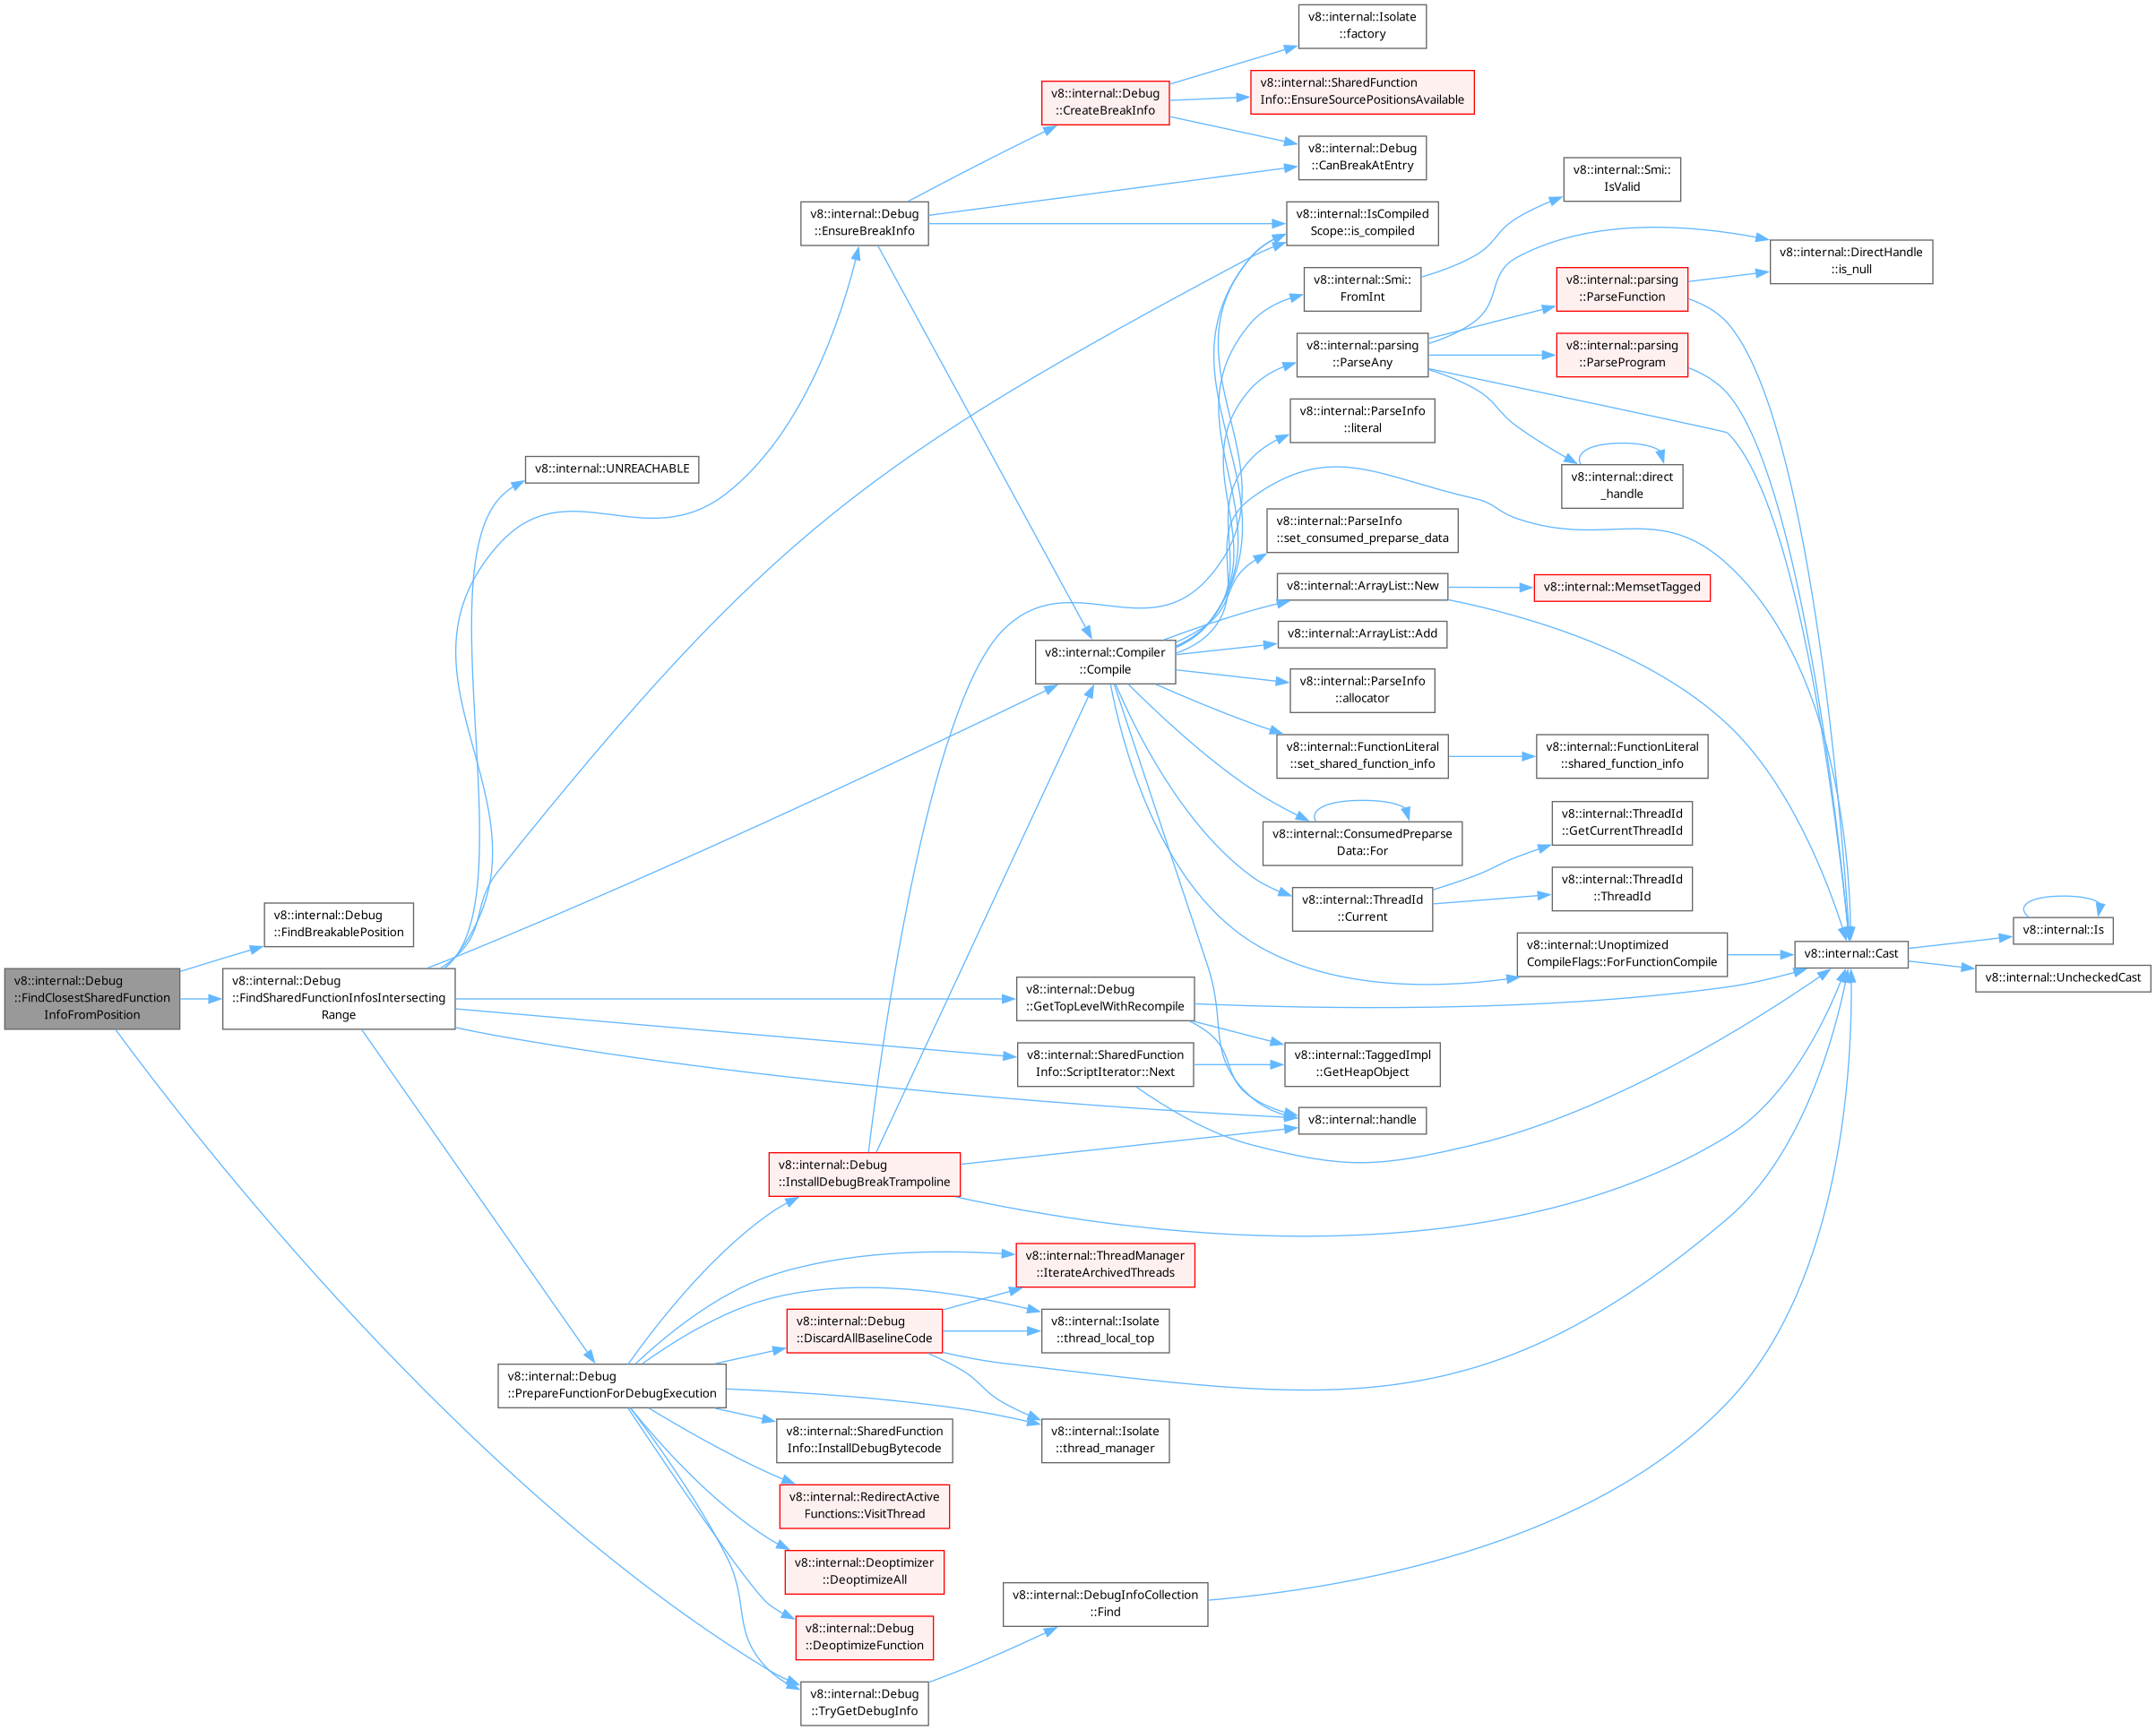 v8::internal::Debug
::FindClosestSharedFunction
InfoFromPosition
v8::internal::Debug
::FindBreakablePosition
v8::internal::Debug
::FindSharedFunctionInfosIntersecting
Range
v8::internal::UNREACHABLE
v8::internal::Debug
::PrepareFunctionForDebugExecution
v8::internal::Debug
::EnsureBreakInfo
v8::internal::Debug
::InstallDebugBreakTrampoline
v8::internal::Debug
::DiscardAllBaselineCode
v8::internal::SharedFunction
Info::InstallDebugBytecode
v8::internal::RedirectActive
Functions::VisitThread
v8::internal::Deoptimizer
::DeoptimizeAll
v8::internal::Debug
::DeoptimizeFunction
v8::internal::Debug
::TryGetDebugInfo
v8::internal::Debug
::CreateBreakInfo
v8::internal::Compiler
::Compile
v8::internal::Debug
::GetTopLevelWithRecompile
v8::internal::SharedFunction
Info::ScriptIterator::Next
v8::internal::ThreadManager
::IterateArchivedThreads
v8::internal::Isolate
::thread_local_top
v8::internal::Isolate
::thread_manager
v8::internal::DebugInfoCollection
::Find
v8::internal::Isolate
::factory
v8::internal::SharedFunction
Info::EnsureSourcePositionsAvailable
v8::internal::Debug
::CanBreakAtEntry
v8::internal::IsCompiled
Scope::is_compiled
v8::internal::Smi::
FromInt
v8::internal::parsing
::ParseAny
v8::internal::ParseInfo
::literal
v8::internal::ParseInfo
::set_consumed_preparse_data
v8::internal::ArrayList::New
v8::internal::ArrayList::Add
v8::internal::ParseInfo
::allocator
v8::internal::FunctionLiteral
::set_shared_function_info
v8::internal::ConsumedPreparse
Data::For
v8::internal::ThreadId
::Current
v8::internal::TaggedImpl
::GetHeapObject
v8::internal::handle
v8::internal::Smi::
IsValid
v8::internal::parsing
::ParseFunction
v8::internal::parsing
::ParseProgram
v8::internal::direct
_handle
v8::internal::MemsetTagged
v8::internal::FunctionLiteral
::shared_function_info
v8::internal::ThreadId
::GetCurrentThreadId
v8::internal::ThreadId
::ThreadId
v8::internal::Unoptimized
CompileFlags::ForFunctionCompile
v8::internal::DirectHandle
::is_null
v8::internal::Cast
v8::internal::Is
v8::internal::UncheckedCast